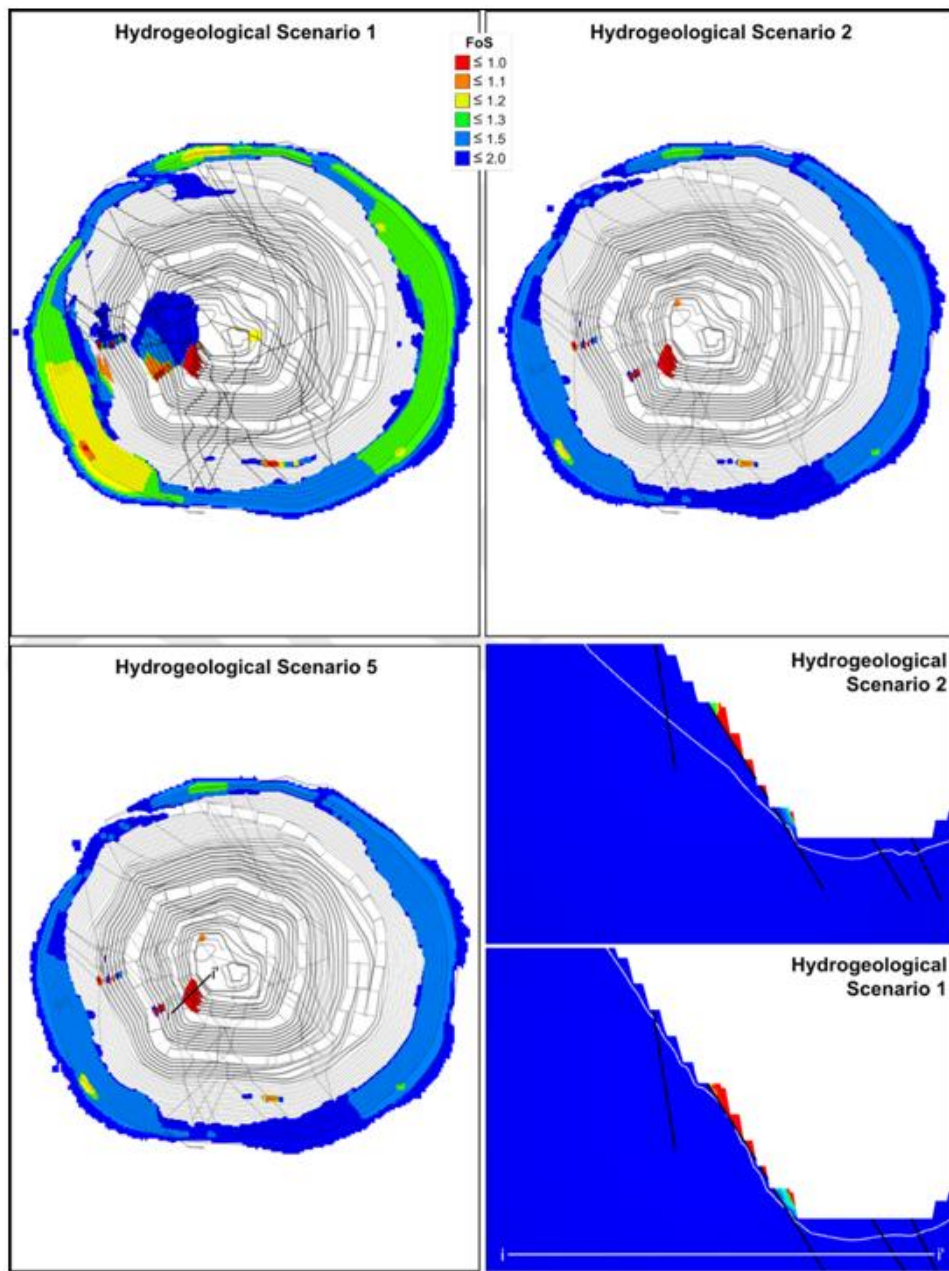 Hydrogeological Scenario 1
Hydrogeological Scenario 2
FoS
≤ 1.0
≤ 1.1
≤ 1.2
≤ 1.3
≤ 1.5
≤ 2.0
Hydrogeological Scenario 5
i
i'
Hydrogeological
Scenario 2
Hydrogeological
Scenario 1
i
i'